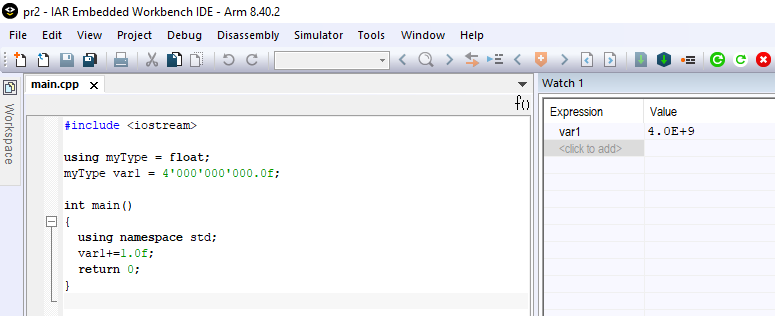 pr2 - IAR Embedded Workbench IDE - Arm 8.40.2
File Edit View Project Debug Disassembly Simulator Tools Window Help
main.cpp
Watch 1
f()
Workspace
Expression Value
var1 4.0E+9
<click to add>
#include <iostream>
using myType = float;
myType var1 = 4'000'000'000.0f;
int main()
{
using namespace std;
var1+=1.0f;
return 0;
}